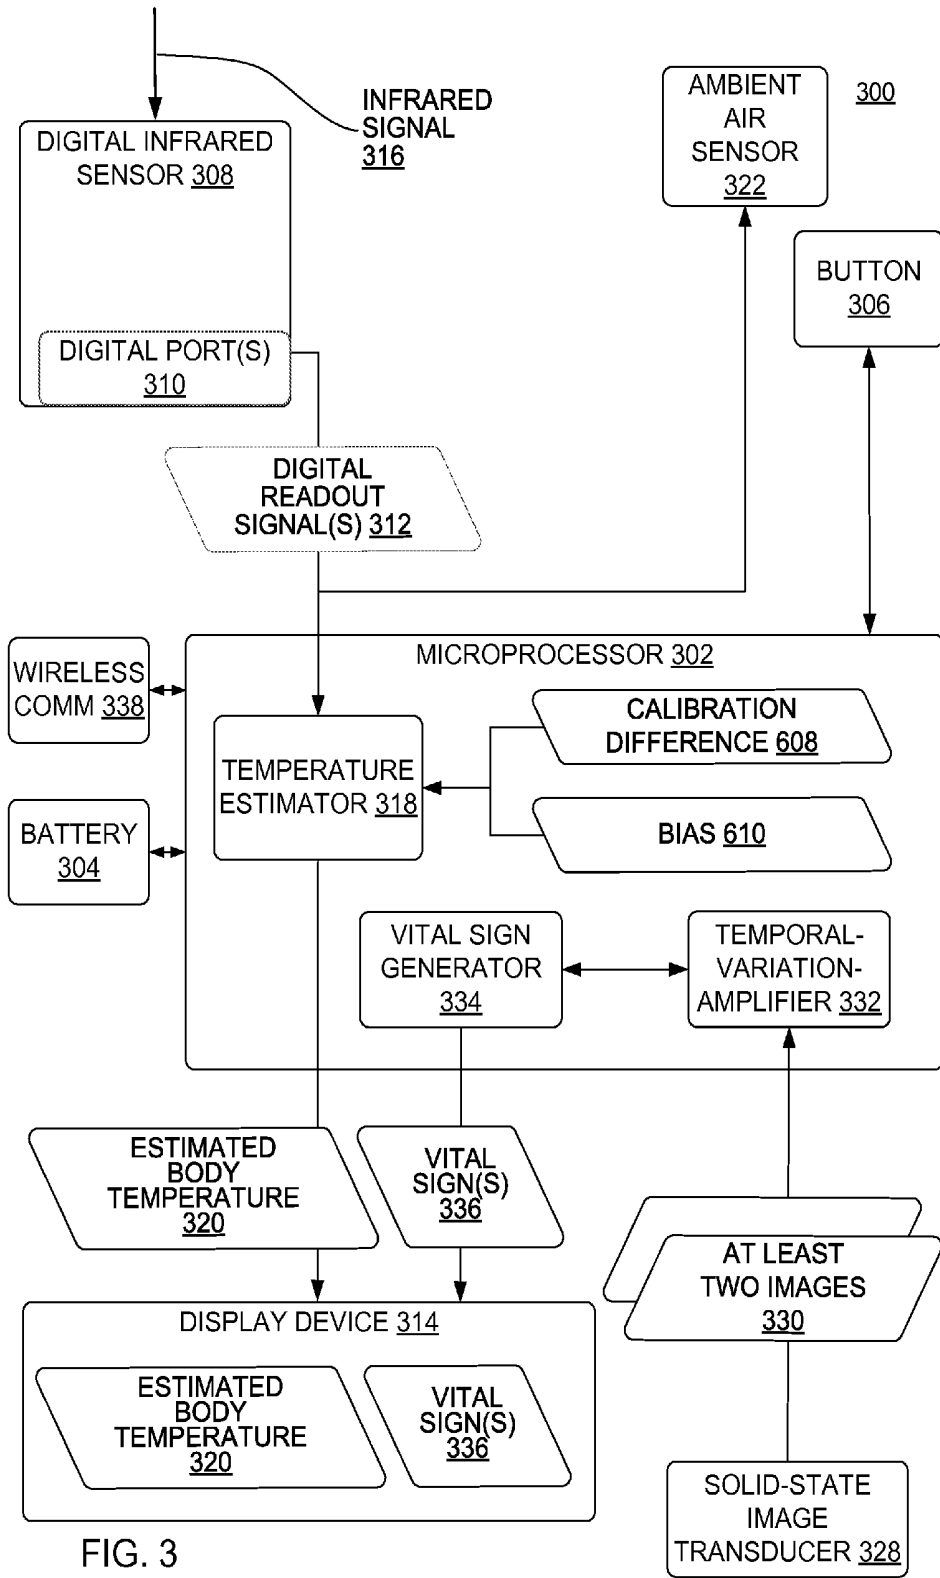 INFRARED
SIGNAL
316
AMBIENT
AIR
SENSOR
322
300
DIGITAL INFRARED
SENSOR 308
BUTTON
306
DIGITAL PORT(S)
310
DIGITAL
READOUT
SIGNAL(S) 312
MICROPROCESSOR 302
WIRELESS
COMM 338
CALIBRATION
DIFFERENCE 608
TEMPERATURE
ESTIMATOR 318
BATTERY
304
BIAS 610
VITAL SIGN
GENERATOR
334
TEMPORAL-
VARIATION-
AMPLIFIER 332
ESTIMATED
BODY
TEMPERATURE
320
VITAL
SIGN(S)
336
AT LEAST
TWO IMAGES
330
DISPLAY DEVICE 314
ESTIMATED
BODY
TEMPERATURE
320
VITAL
SIGN(S)
336
SOLID-STATE
IMAGE
TRANSDUCER 328
FIG. 3